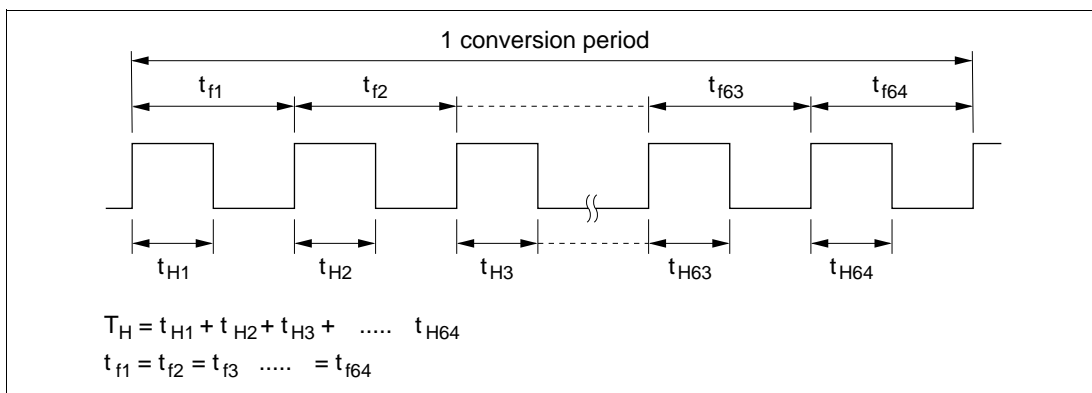 1 conversion period
t f1 t f2 t f63 t f64
t H1 t H2 t H3 t H63 t H64
T H = t H1 + t H2 + t H3 + ..... t H64
t f1 = t f2 = t f3 ..... = t f64